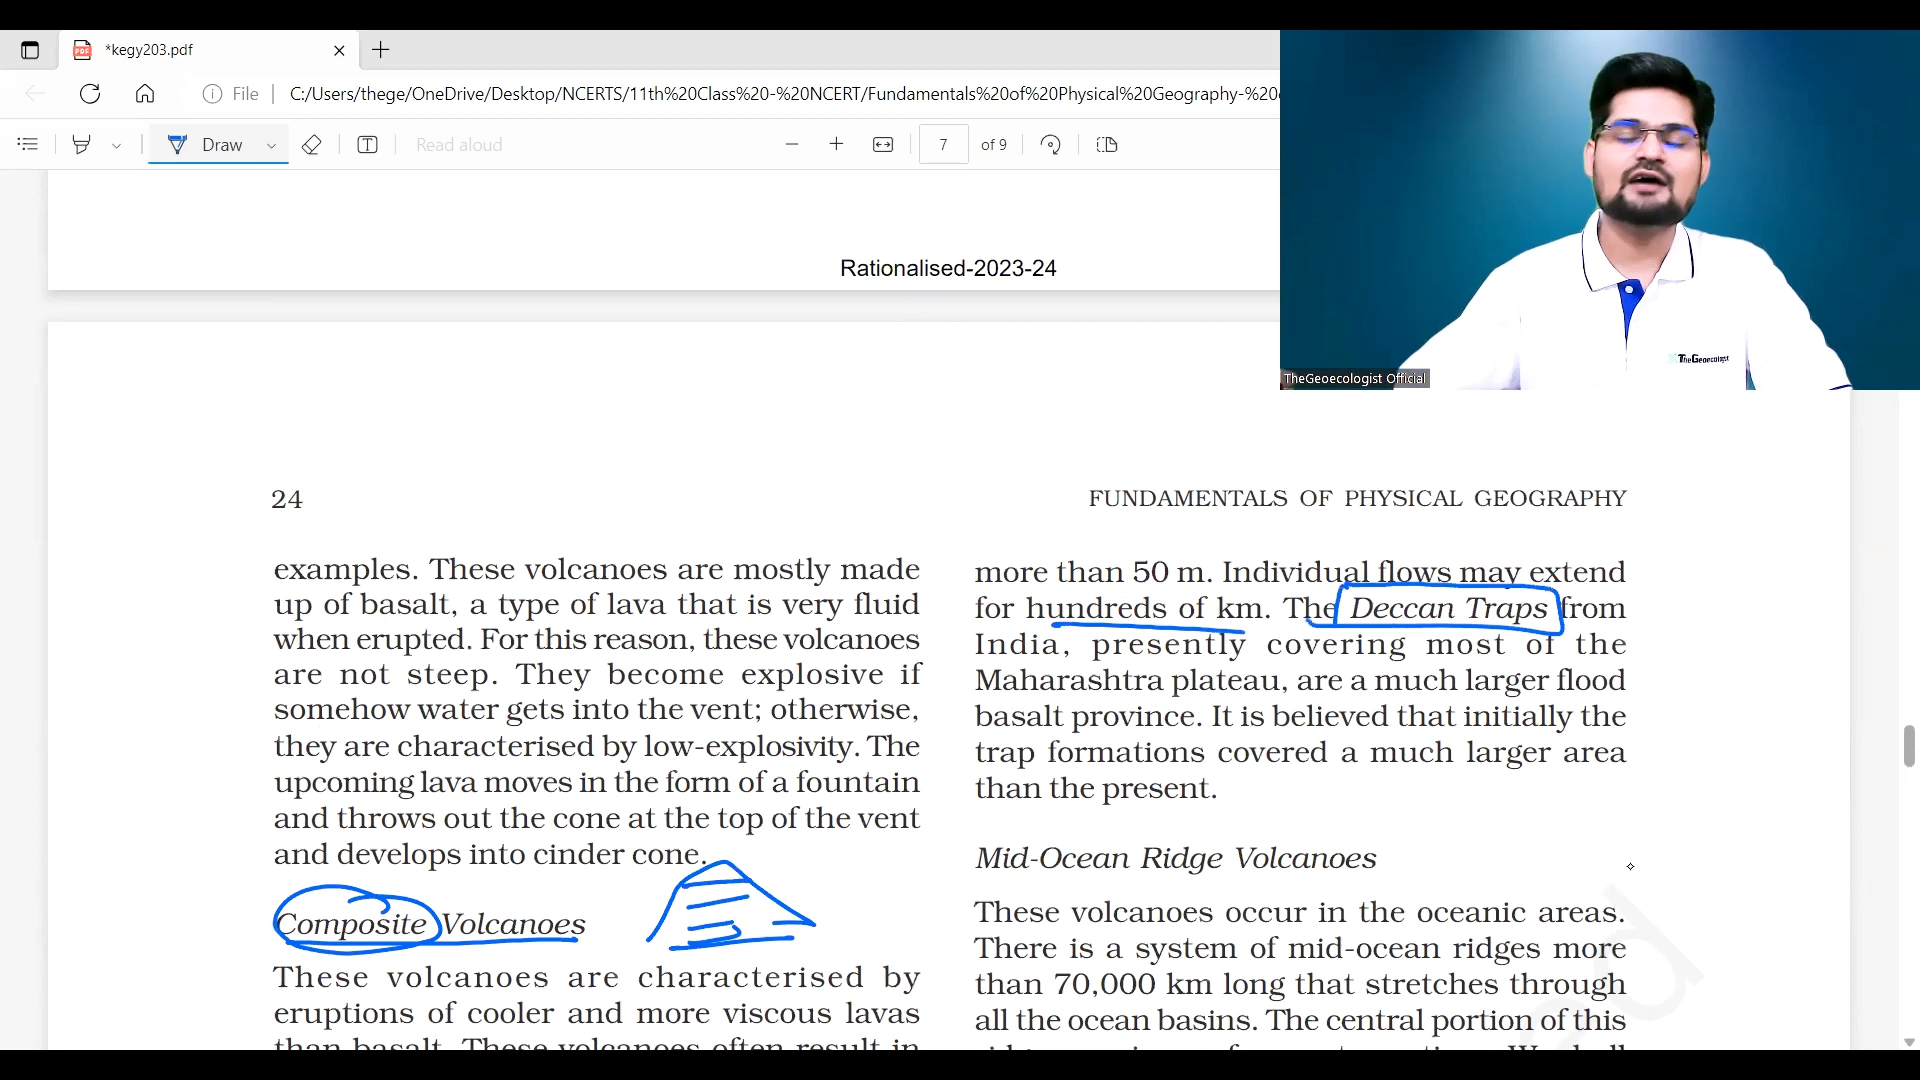 *kegy203.pdf
File
C:/Users/thege/OneDrive/Desktop/NCERTS/11th%20Class%20-%20NCERT/Fundamentals%20of%20Physical%20Geography-%20
Draw
Read aloud
7 of 9
TheGeoecologist
TheGeoecologist Official
Rationalised-2023-24
24
FUNDAMENTALS OF PHYSICAL GEOGRAPHY
examples. These volcanoes are mostly made
up of basalt, a type of lava that is very fluid
when erupted. For this reason, these volcanoes
are not steep. They become explosive if
somehow water gets into the vent; otherwise,
they are characterised by low-explosivity. The
upcoming lava moves in the form of a fountain
and throws out the cone at the top of the vent
and develops into cinder cone.
Composite Volcanoes
These volcanoes are characterised by
eruptions of cooler and more viscous lavas
than basalt. These volcanoes often result in
more than 50 m. Individual flows may extend
for hundreds of km. The Deccan Traps from
India, presently covering most of the
Maharashtra plateau, are a much larger flood
basalt province. It is believed that initially the
trap formations covered a much larger area
than the present.
Mid-Ocean Ridge Volcanoes
These volcanoes occur in the oceanic areas.
There is a system of mid-ocean ridges more
than 70,000 km long that stretches through
all the ocean basins. The central portion of this